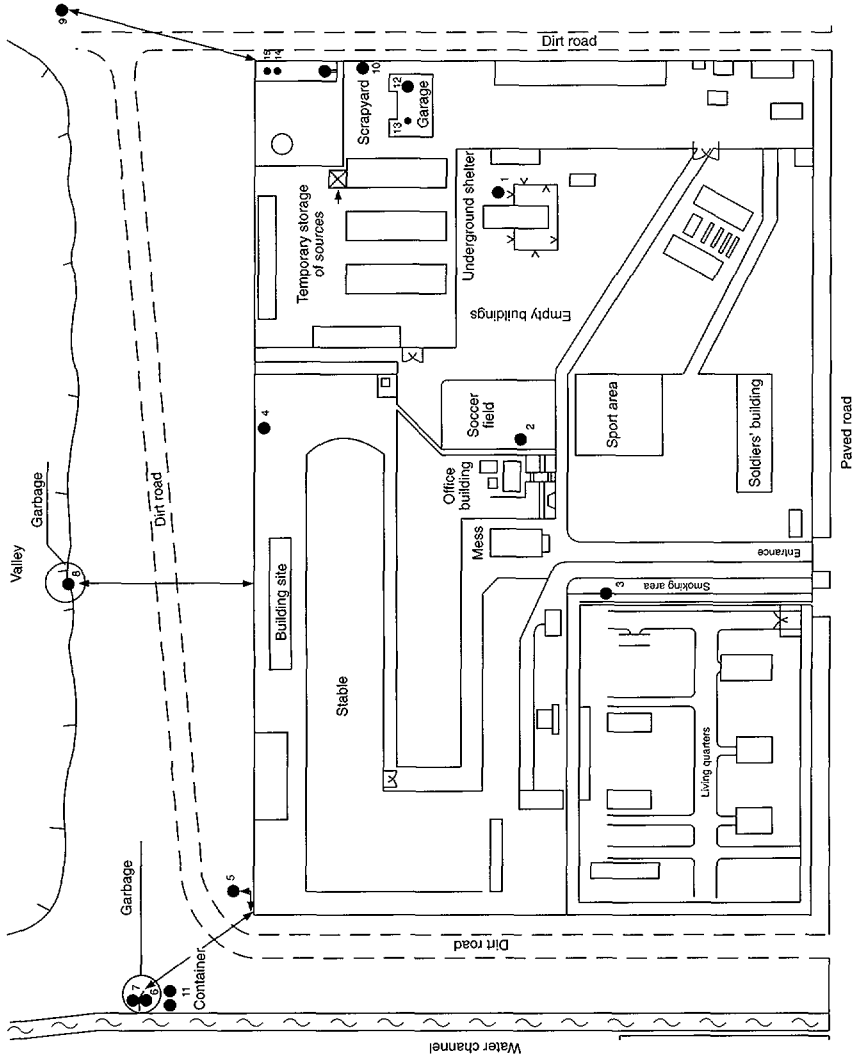 9
Dirt road
15
14
10
Scrapyard
12
13
Garage
Temporary storage
of sources
Underground shelter
1
Empty buildings
4
Soccer
field
2
Sport area
Soldiers' building
Paved road
Office
building
Mess
Entrance
Smoking area
3
Valley
Garbage
8
Dirt road
Building site
Stable
Living quarters
Garbage
5
7
6
11
Container
Dirt road
Water channel